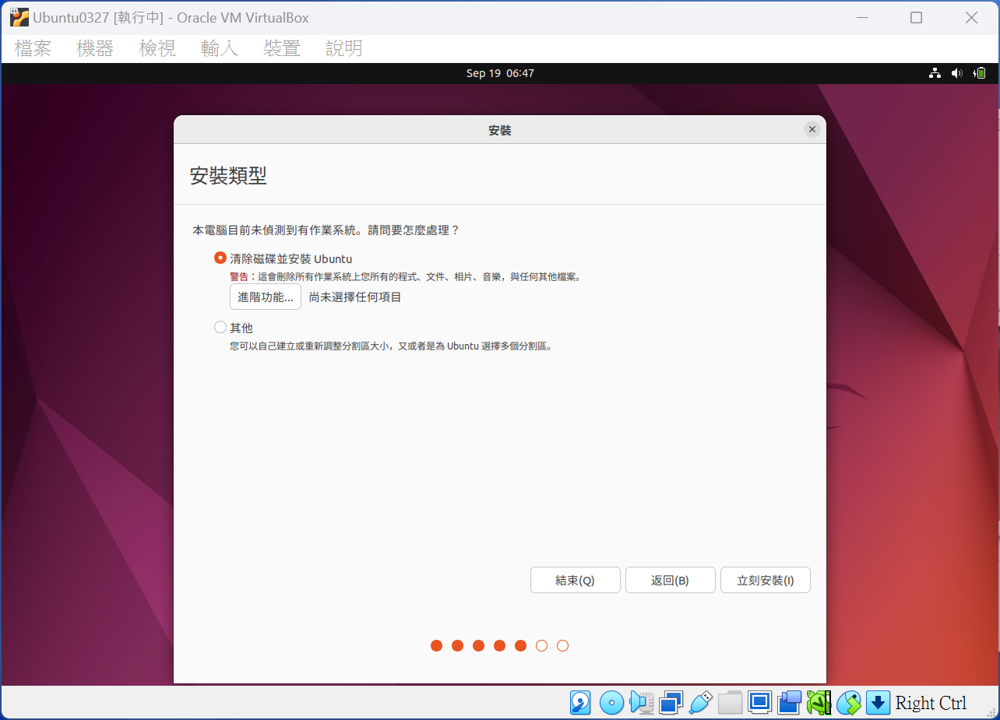 Ubuntu0327 [執行中] - Oracle VM VirtualBox
檔案 機器 檢視 輸入 裝置 說明
Sep 19 06:47
安裝
安裝類型
本電腦目前未偵測到有作業系統。請問要怎麼處理？
清除磁碟並安裝 Ubuntu
警告：這會刪除所有作業系統上您所有的程式、文件、相片、音樂，與任何其他檔案。
進階功能... 尚未選擇任何項目
其他
您可以自己建立或重新調整分割區大小，又或者是為 Ubuntu 選擇多個分割區。
結束(Q) 返回(B) 立刻安裝(I)
Right Ctrl